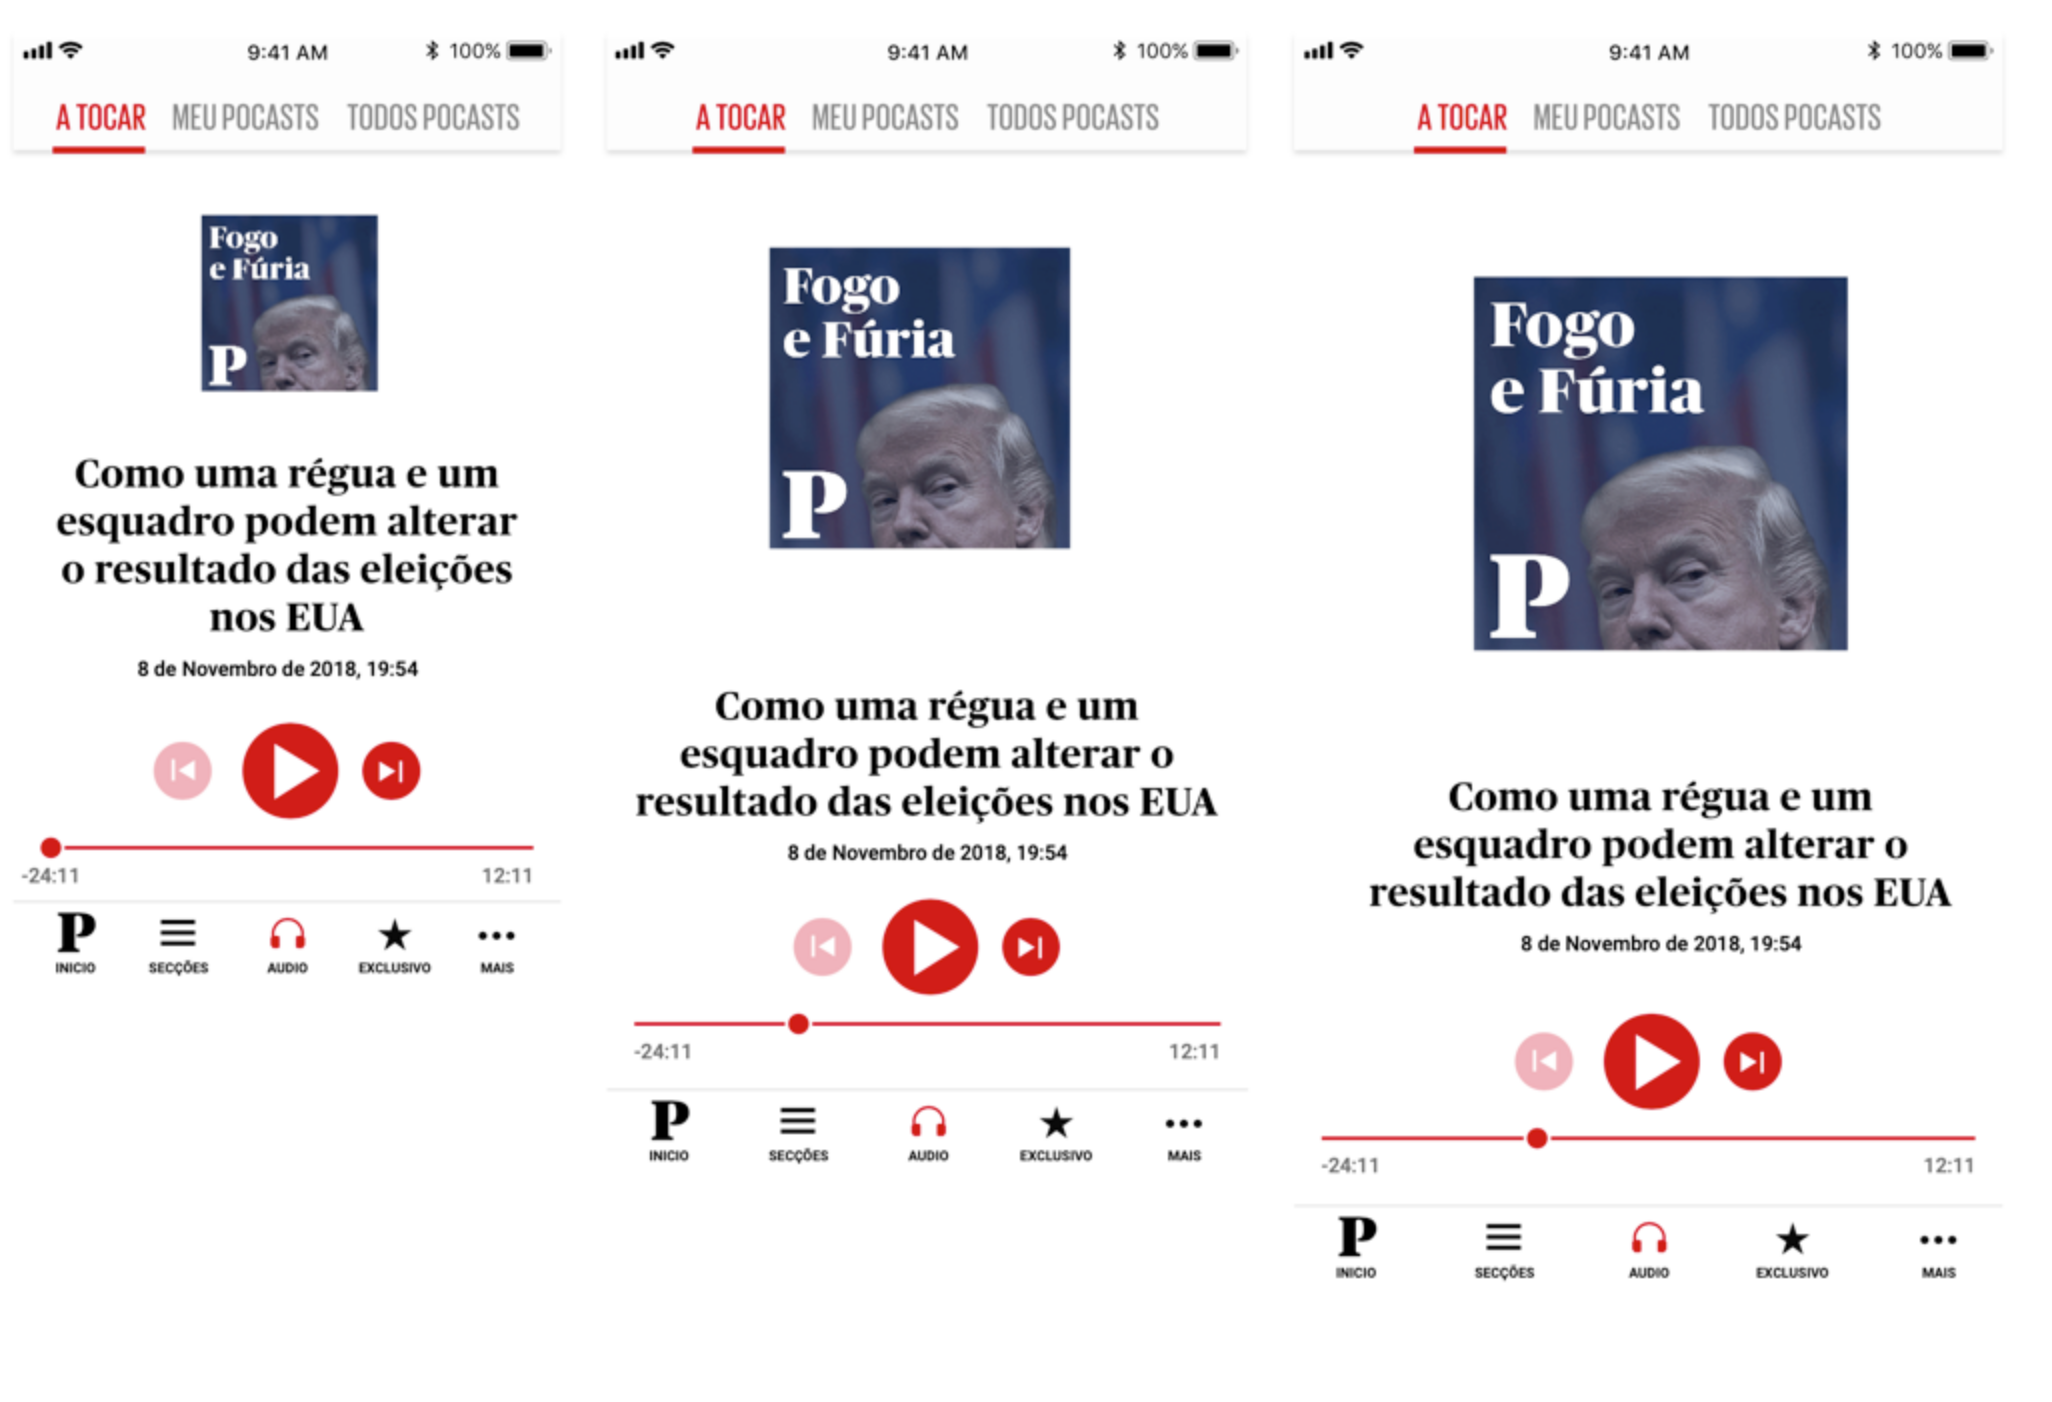 9:41 AM
100%
A TOCAR
MEU POCASTS
TODOS POCASTS
Fogo
e Fúria
P
Como uma régua e um
esquadro podem alterar
o resultado das eleições
nos EUA
8 de Novembro de 2018, 19:54
-24:11
12:11
P
INICIO
SECÇÕES
AUDIO
EXCLUSIVO
MAIS
9:41 AM
100%
A TOCAR
MEU POCASTS
TODOS POCASTS
Fogo
e Fúria
P
Como uma régua e um
esquadro podem alterar o
resultado das eleições nos EUA
8 de Novembro de 2018, 19:54
-24:11
12:11
P
INICIO
SECÇÕES
AUDIO
EXCLUSIVO
MAIS
9:41 AM
100%
A TOCAR
MEU POCASTS
TODOS POCASTS
Fogo
e Fúria
P
Como uma régua e um
esquadro podem alterar o
resultado das eleições nos EUA
8 de Novembro de 2018, 19:54
-24:11
12:11
P
INICIO
SECÇÕES
AUDIO
EXCLUSIVO
MAIS